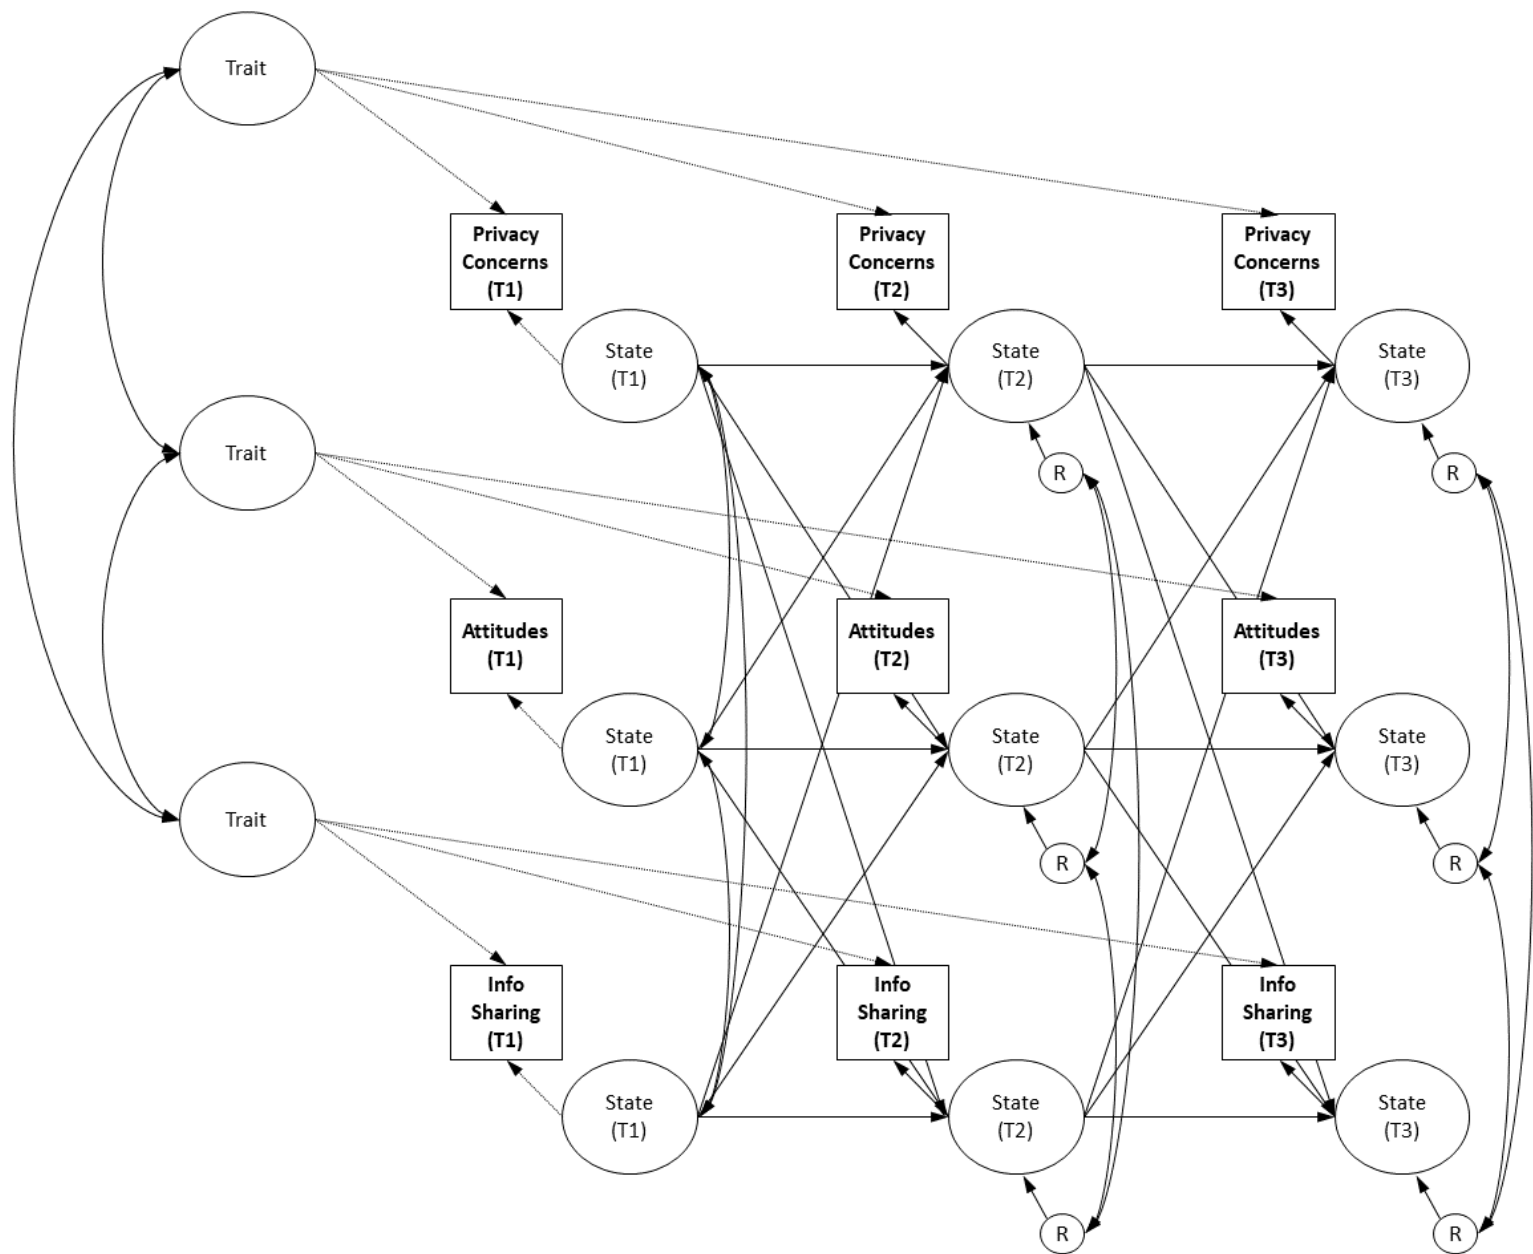 Trait
Privacy
Concerns
(T1)
Privacy
Concerns
(T2)
Privacy
Concerns
(T3)
State
(T1)
State
(T2)
State
(T3)
R
R
Trait
Attitudes
(T1)
Attitudes
(T2)
Attitudes
(T3)
State
(T1)
State
(T2)
State
(T3)
R
R
Trait
Info
Sharing
(T1)
Info
Sharing
(T2)
Info
Sharing
(T3)
State
(T1)
State
(T2)
State
(T3)
R
R